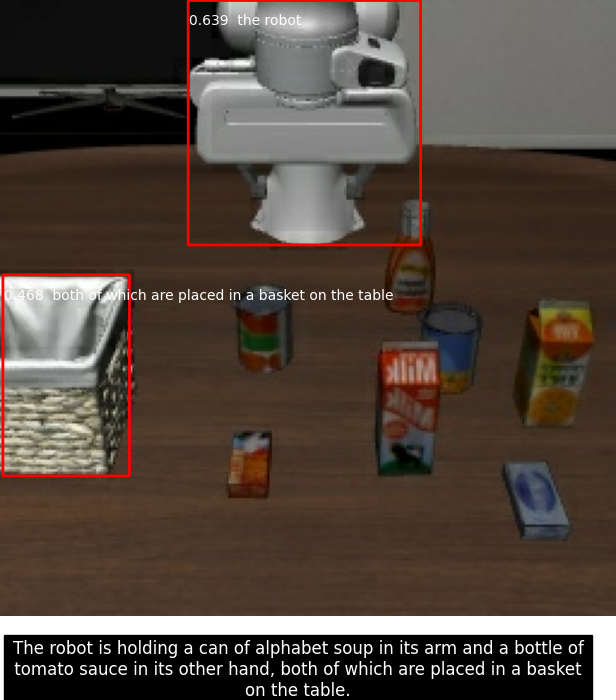 0.639 the robot
0.468 both of which are placed in a basket on the table
Milk
Milk
The robot is holding a can of alphabet soup in its arm and a bottle of
tomato sauce in its other hand, both of which are placed in a basket
on the table.